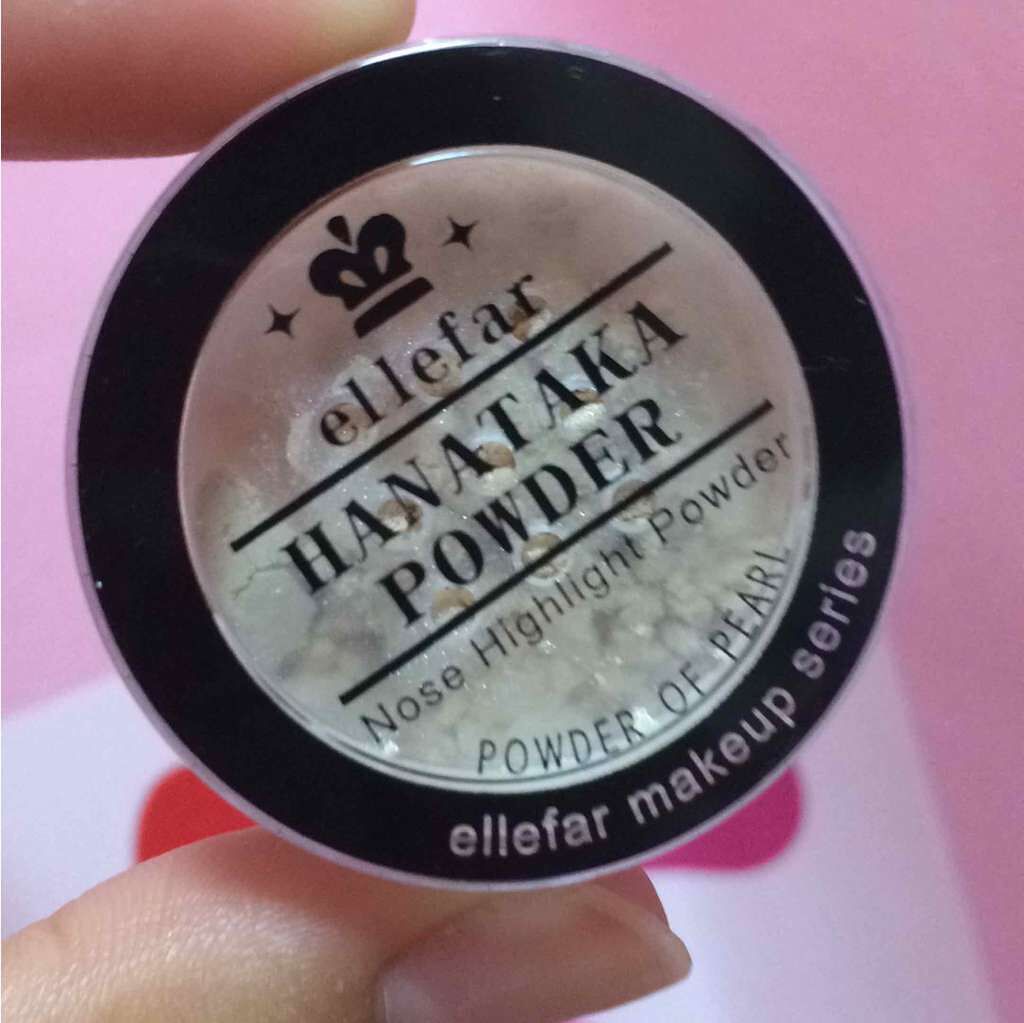 ellefar
HANATAKA
POWDER
Nose Highlight Powder
POWDER OF PEARL
ellefar makeup series